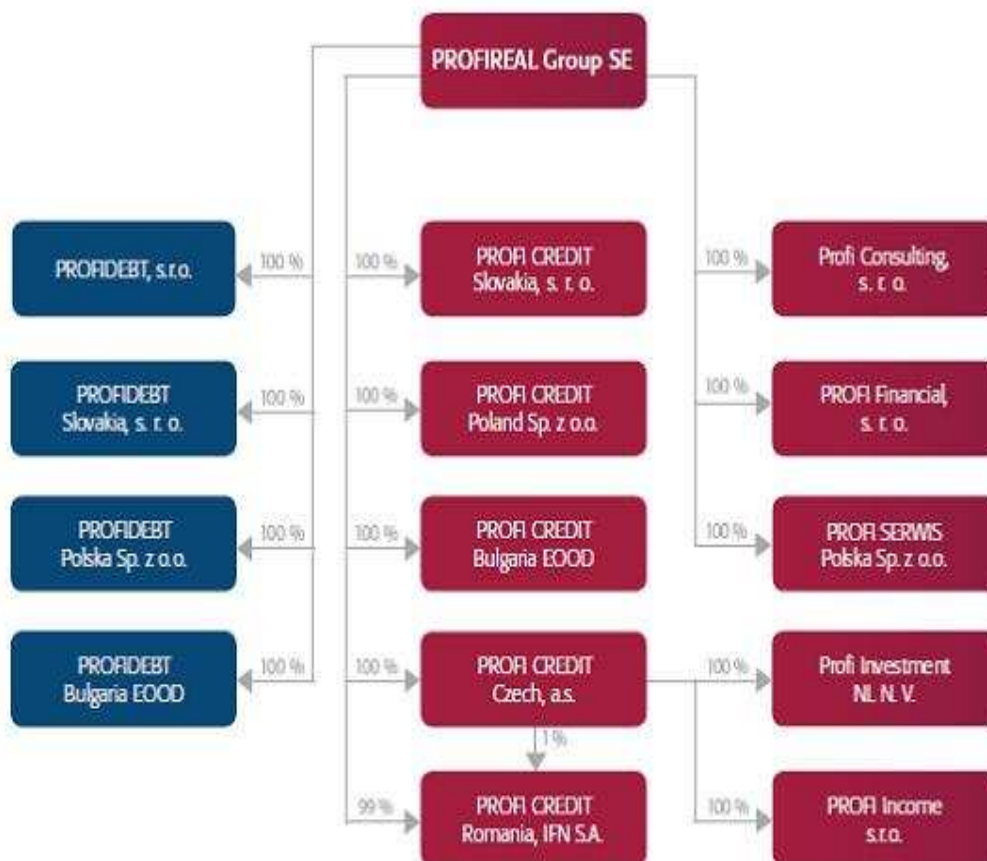 PROFIREAL Group SE
PROFIDEBT, s.r.o.
100 %
100 %
PROFI CREDIT
Slovakia, s. r. o.
100 %
Profi Consulting,
s. r. o.
PROFIDEBT
Slovakia, s. r. o.
100 %
100 %
PROFI CREDIT
Poland Sp. z o.o.
100 %
PROFI Financial,
s. r. o.
PROFIDEBT
Polska Sp. z o.o.
100 %
100 %
PROFI CREDIT
Bulgaria EOOD
100 %
PROFI SERWIS
Polska Sp. z o.o.
PROFIDEBT
Bulgaria EOOD
100 %
100 %
PROFI CREDIT
Czech, a.s.
100 %
Profi Investment
NL N. V.
1 %
99 %
PROFI CREDIT
Romania, IFN S.A.
100 %
PROFI Income
s.r.o.